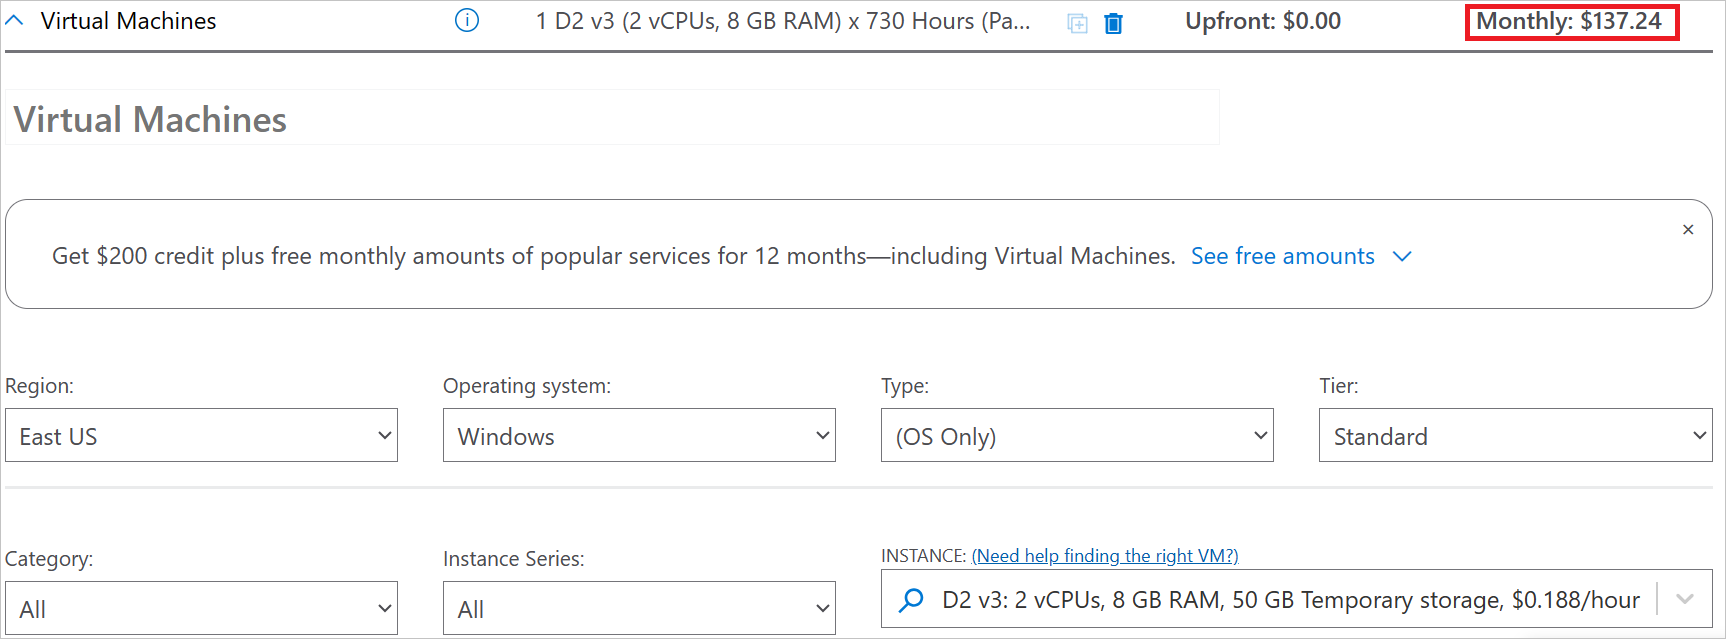 Virtual Machines
1 D2 v3 (2 vCPUs, 8 GB RAM) x 730 Hours (Pa...
Upfront: $0.00
Monthly: $137.24
Virtual Machines
Get $200 credit plus free monthly amounts of popular services for 12 months—including Virtual Machines. See free amounts
Region:
Operating system:
Type:
Tier:
East US
Windows
(OS Only)
Standard
Category:
Instance Series:
INSTANCE: (Need help finding the right VM?)
All
All
D2 v3: 2 vCPUs, 8 GB RAM, 50 GB Temporary storage, $0.188/hour